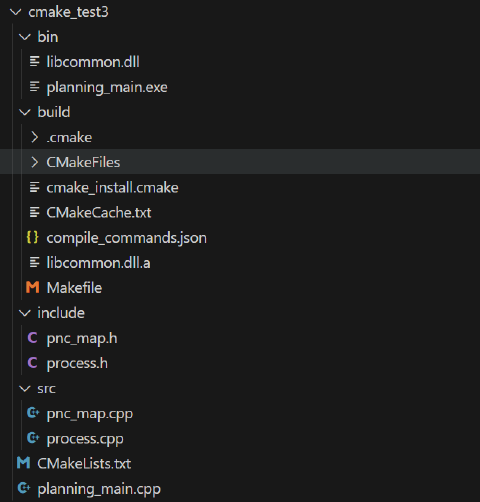 cmake_test3
bin
libcommon.dll
planning_main.exe
build
.cmake
CMakeFiles
cmake_install.cmake
CMakeCache.txt
{} compile_commands.json
libcommon.dll.a
M Makefile
include
C pnc_map.h
C process.h
src
C++ pnc_map.cpp
C++ process.cpp
M CMakeLists.txt
C++ planning_main.cpp